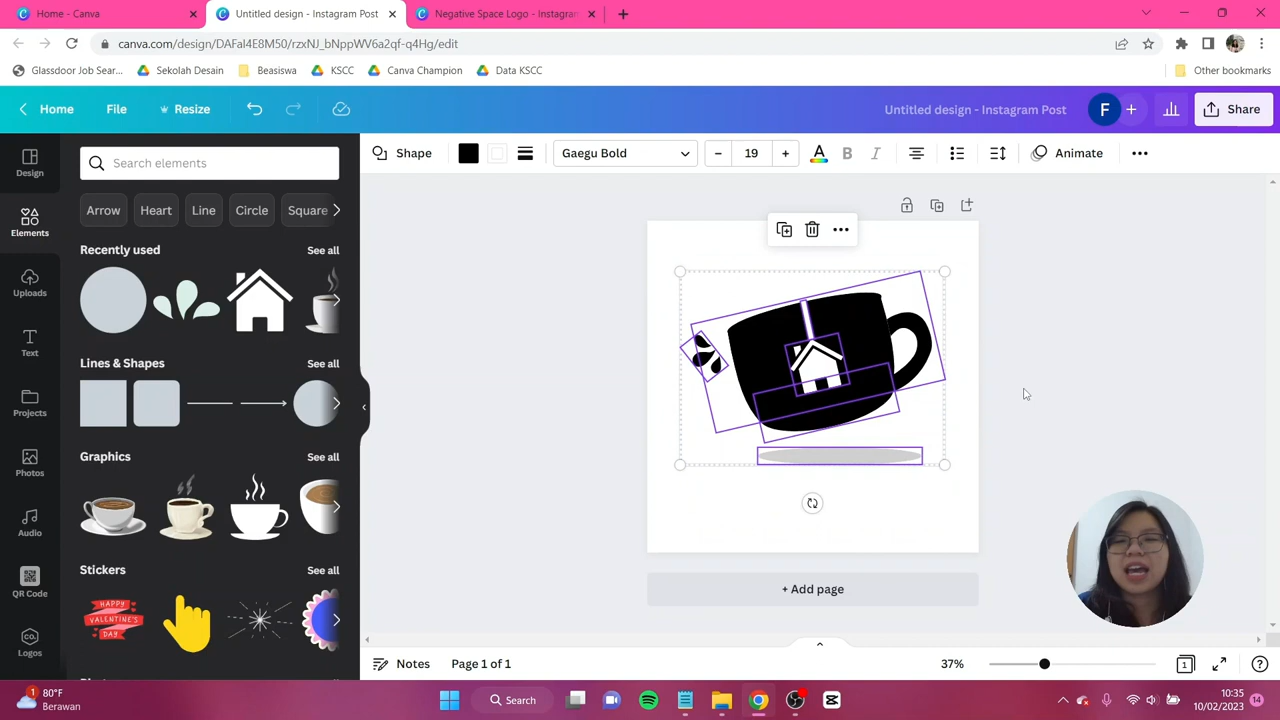 Home - Canva
Untitled design - Instagram Post
Negative Space Logo - Instagram
canva.com/design/DAFaI4E8M50/rzxNJ_bNppWV6a2qf-q4Hg/edit
Glassdoor Job Sear...
Sekolah Desain
Beasiswa
KSCC
Canva Champion
Data KSCC
Other bookmarks
Home
File
Resize
Untitled design - Instagram Post
F
Share
Design
Elements
Uploads
Text
Projects
Photos
Audio
QR Code
Logos
Search elements
Arrow
Heart
Line
Circle
Square
Recently used
See all
Lines & Shapes
See all
Graphics
See all
Stickers
See all
HAPPY
VALENTINE'S
DAY
Shape
Gaegu Bold
19
A
B
I
Animate
+ Add page
Notes
Page 1 of 1
37%
1
80°F
Berawan
Search
10:35
10/02/2023
14